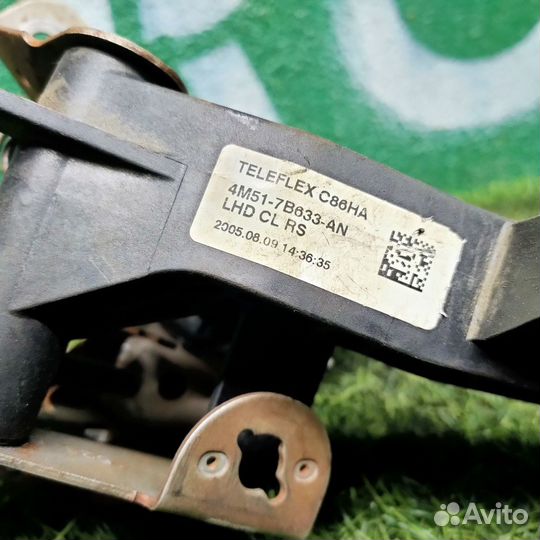 TELEFLEX C86HA
4M51-7B633-AN
LHD CL RS
2005.08.09 14:36:35
Avito